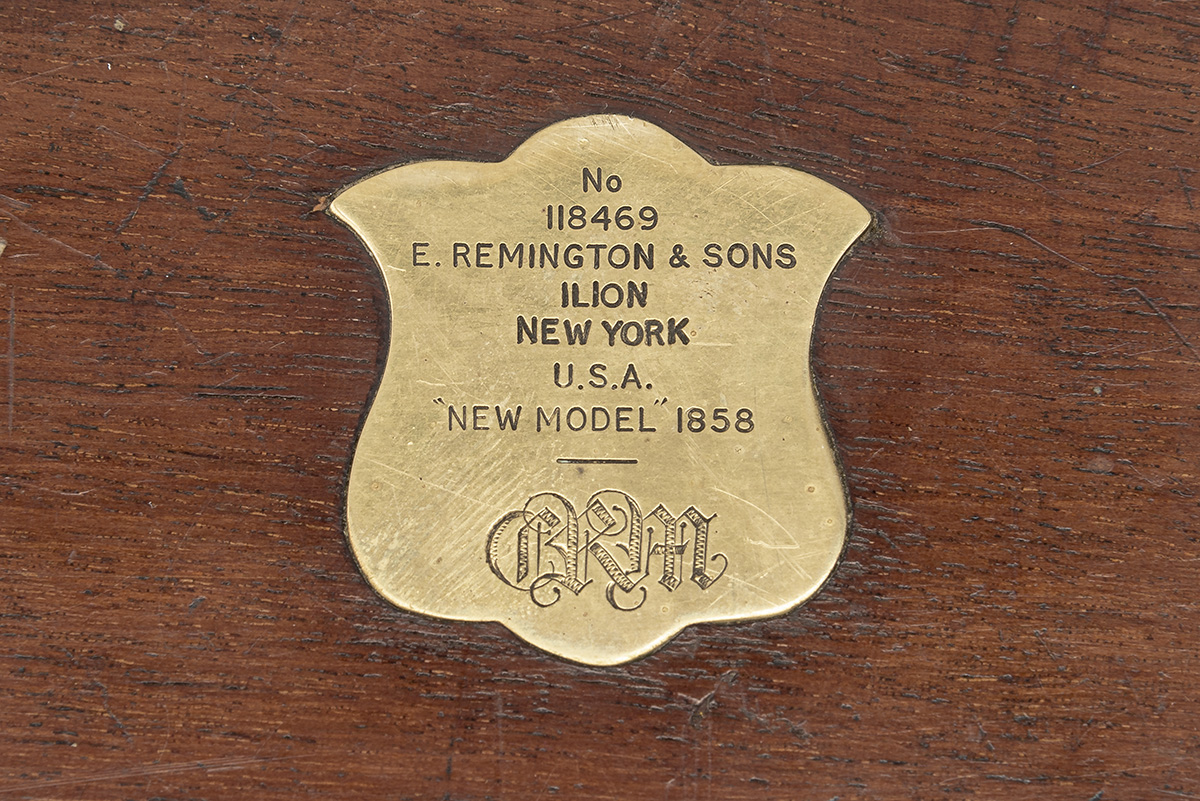 No
118469
E. REMINGTON & SONS
ILION
NEW YORK
U.S.A.
"NEW MODEL" 1858